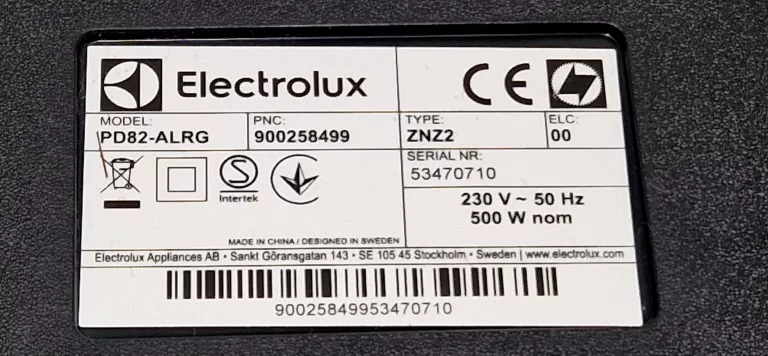 Electrolux
CE
MODEL:
PD82-ALRG
PNC:
900258499
TYPE:
ZNZ2
ELC:
00
SERIAL NR:
53470710
S
Intertek
230 V ~ 50 Hz
500 W nom
MADE IN CHINA / DESIGNED IN SWEDEN
Electrolux Appliances AB • Sankt Göransgatan 143 • SE 105 45 Stockholm • Sweden | www.electrolux.com
90025849953470710